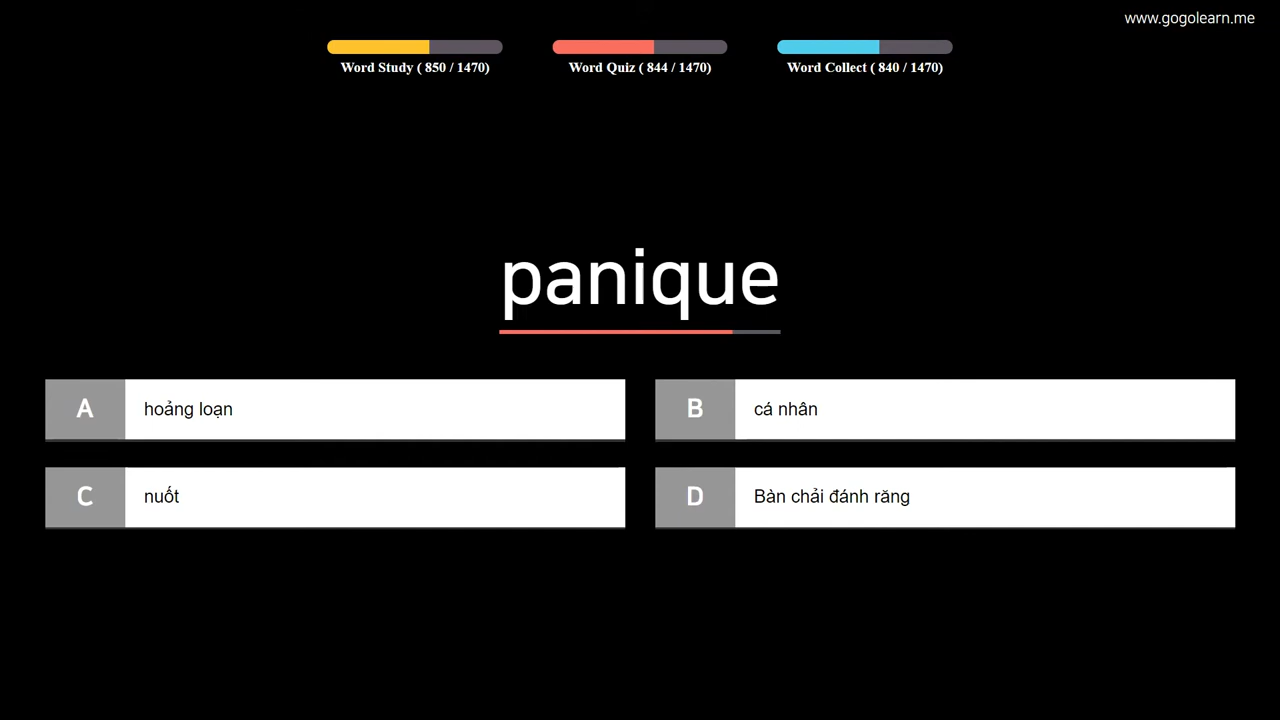 www.gogolearn.me
Word Study ( 850 / 1470)
Word Quiz ( 844 / 1470)
Word Collect ( 840 / 1470)
panique
A hoảng loạn
B cá nhân
C nuốt
D Bàn chải đánh răng